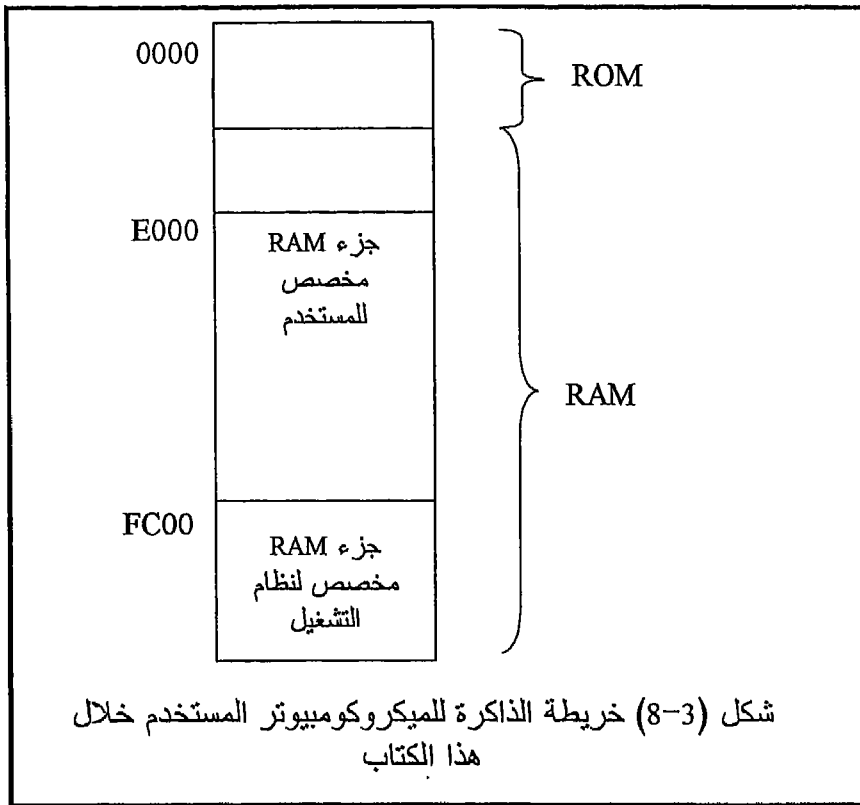 0000
ROM
E000
جزء RAM
مخصص
للمستخدم
RAM
FC00
جزء RAM
مخصص لنظام
التشغيل
شكل (3-8) خريطة الذاكرة للميكروكومبيوتر المستخدم خلال
هذا الكتاب